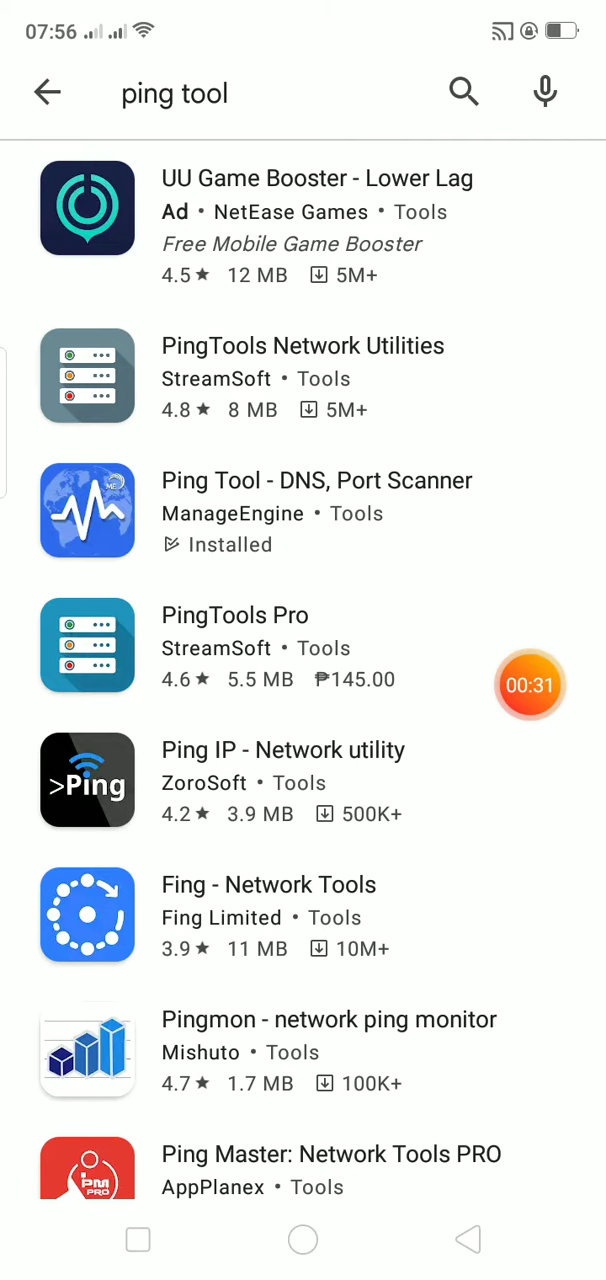 07:56
ping tool
UU Game Booster - Lower Lag
Ad • NetEase Games • Tools
Free Mobile Game Booster
4.5★ 12 MB 5M+
PingTools Network Utilities
StreamSoft • Tools
4.8★ 8 MB 5M+
ME
Ping Tool - DNS, Port Scanner
ManageEngine • Tools
Installed
PingTools Pro
StreamSoft • Tools
4.6★ 5.5 MB ₱145.00
00:31
>Ping
Ping IP - Network utility
ZoroSoft • Tools
4.2★ 3.9 MB 500K+
Fing - Network Tools
Fing Limited • Tools
3.9★ 11 MB 10M+
Pingmon - network ping monitor
Mishuto • Tools
4.7★ 1.7 MB 100K+
PM
PRO
Ping Master: Network Tools PRO
AppPlanex • Tools